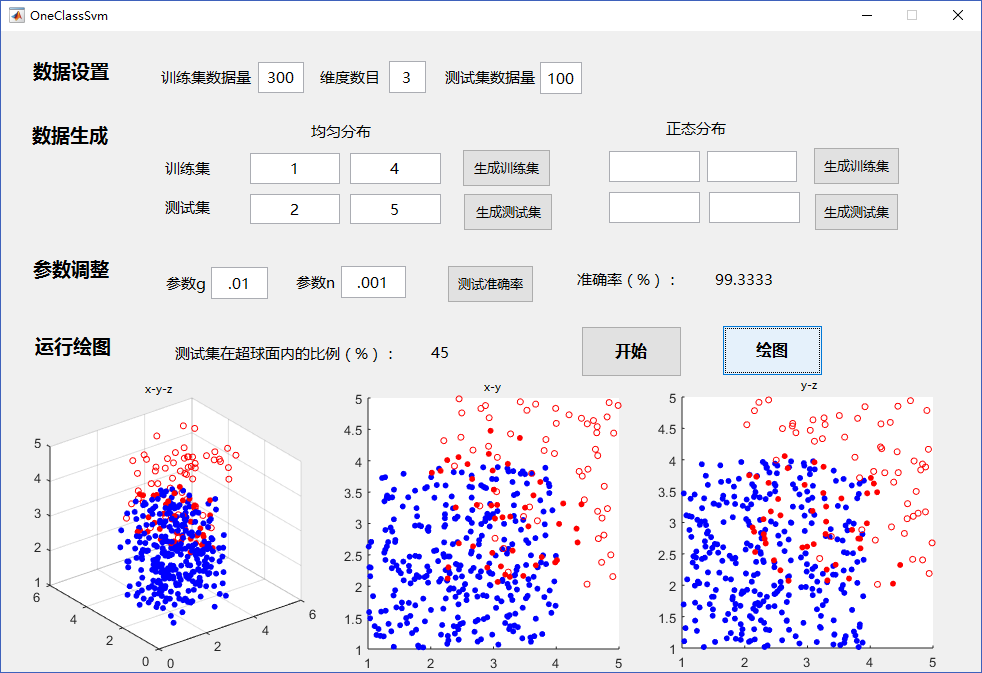 OneClassSvm
数据设置
训练集数据量 300 维度数目 3 测试集数据量 100
数据生成
均匀分布 正态分布
训练集 1 4 生成训练集 生成训练集
测试集 2 5 生成测试集 生成测试集
参数调整
参数g .01 参数n .001 测试准确率 准确率（%）： 99.3333
运行绘图
测试集在超球面内的比例（%）： 45 开始 绘图
x-y-z
5
4
3
2
1
6
4
2
0
0
2
4
6
x-y
5
4.5
4
3.5
3
2.5
2
1.5
1
1 2 3 4 5
y-z
5
4.5
4
3.5
3
2.5
2
1.5
1
1 2 3 4 5